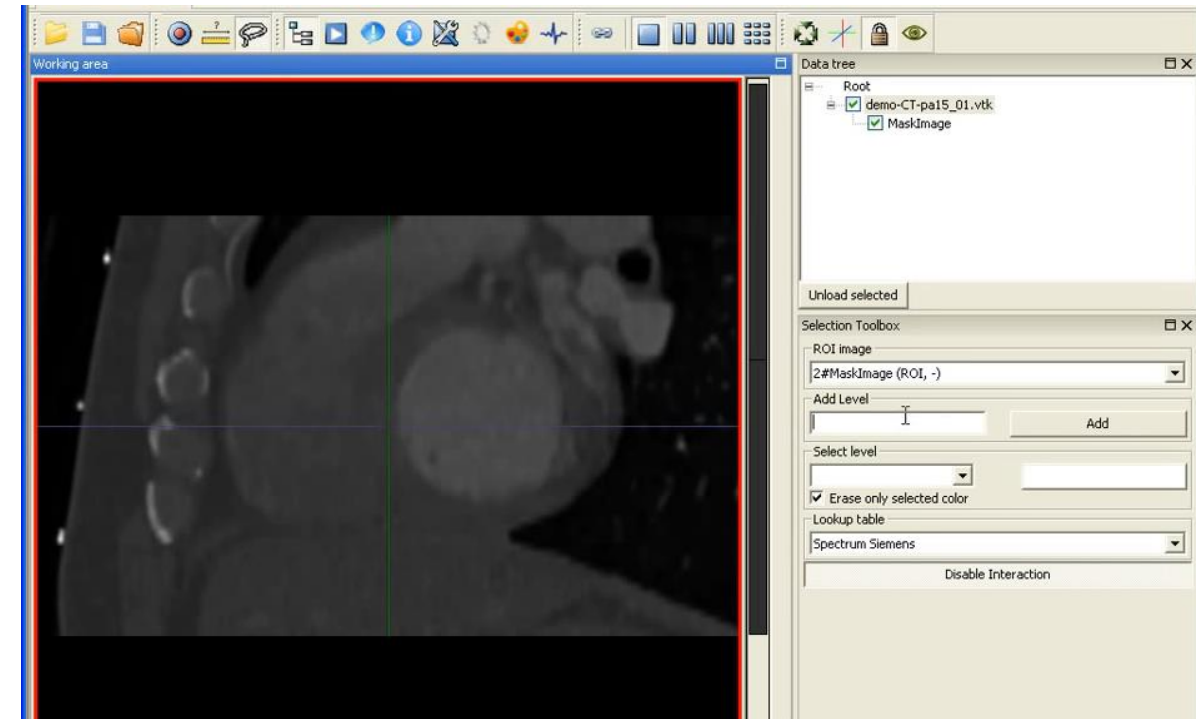 Working area
Data tree
Root
demo-CT-pa15_01.vtk
MaskImage
Unload selected
Selection Toolbox
ROI image
2#MaskImage (ROI, -)
Add Level
Add
Select level
Erase only selected color
Lookup table
Spectrum Siemens
Disable Interaction